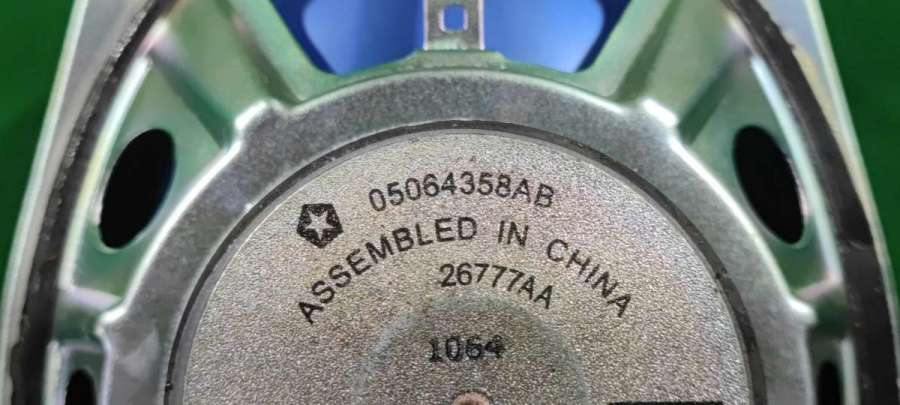 05064358AB
ASSEMBLED IN CHINA
26777AA
1064